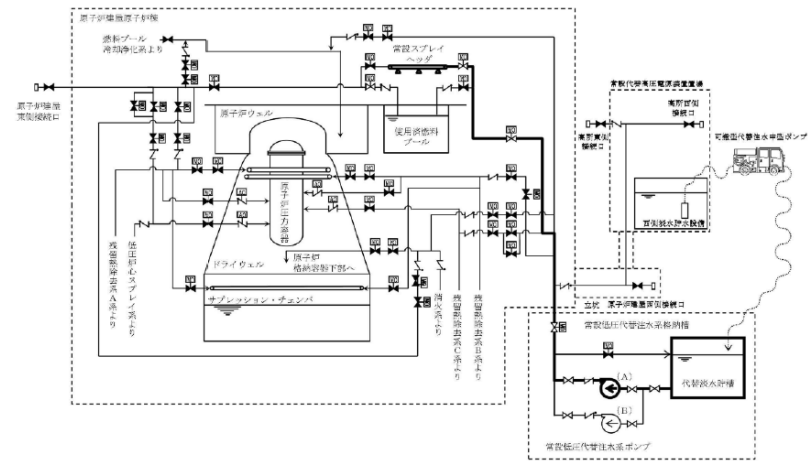 原子炉建屋原子炉棟
燃料プール
冷却浄化系より
常設スプレイ
ヘッダ
常設代替高圧電源装置置場
高所西側
接続口
高所東側
接続口
可搬型代替注水中型ポンプ
原子炉建屋
東側接続口
原子炉ウェル
使用済燃料
プール
西側淡水貯水設備
原子炉圧力容器
ドライウェル
原子炉
格納容器下部へ
サプレッション・チェンバ
残留熱除去系A系より
低圧炉心スプレイ系より
消火系より
残留熱除去系C系より
残留熱除去系B系より
立坑
原子炉建屋西側接続口
常設低圧代替注水系格納槽
(A)
代替淡水貯槽
(B)
常設低圧代替注水系ポンプ